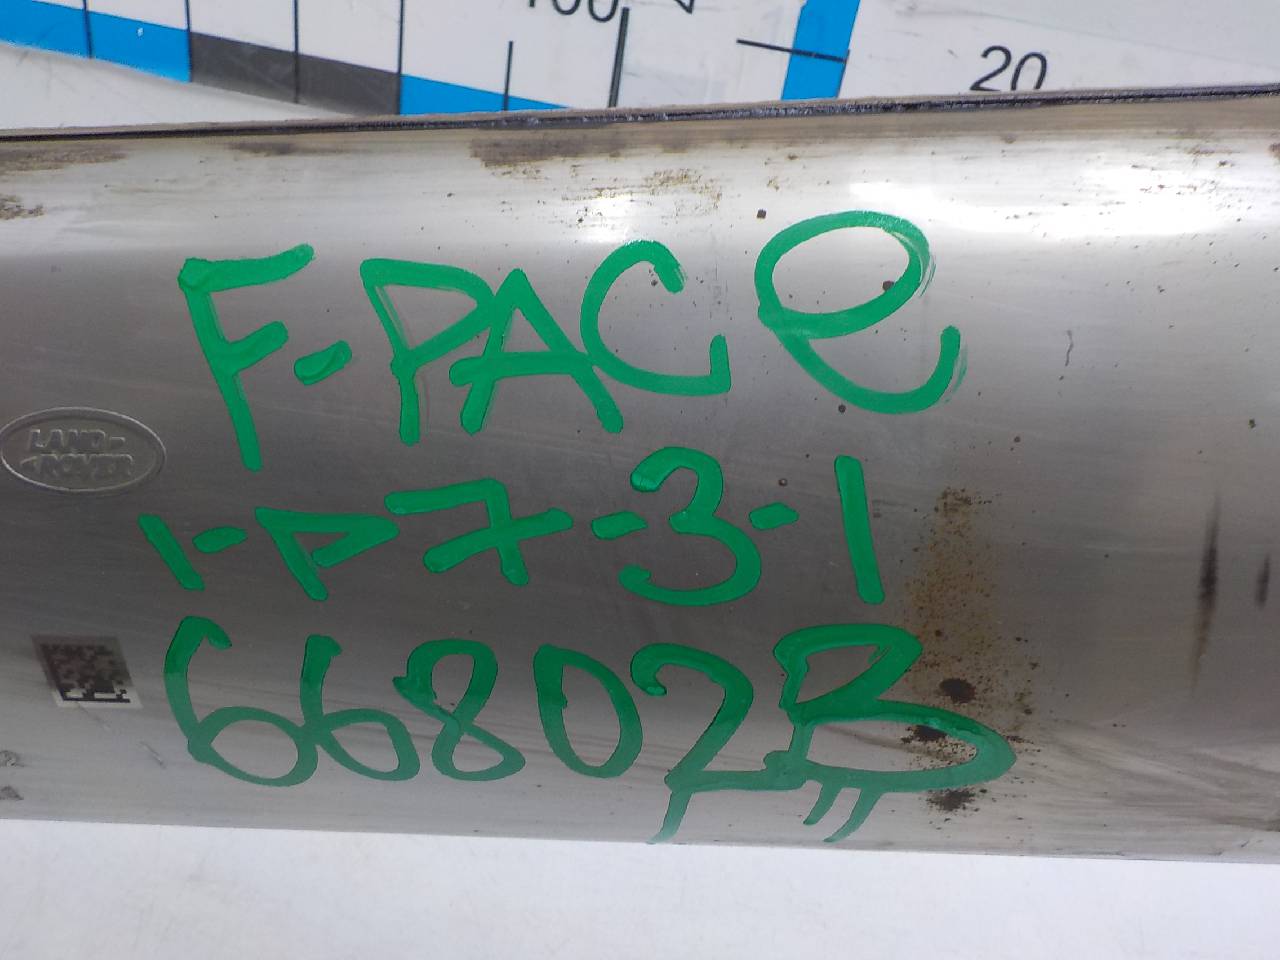 100
20
F-PACe
LAND-
ROVER
1-P7-3-1
66802B